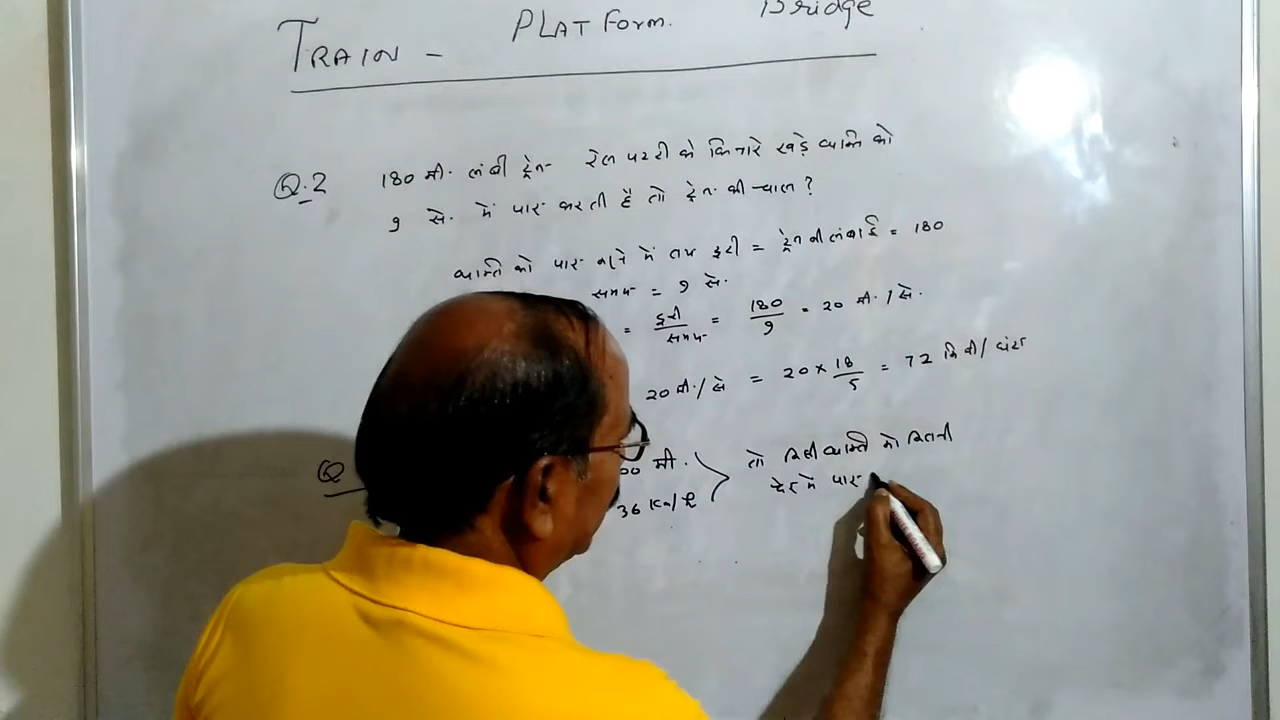 TRAIN - PLATForm. Bridge
Q.2 180 मी. लंबी ट्रेन रेल पटरी के किनारे खड़े व्यक्ति को
9 से. में पार करती है तो ट्रेन की चाल ?
व्यक्ति को पार करने में तय दूरी = ट्रेन की लंबाई = 180
समय = 9 से.
= दूरी/समय = 180/9 = 20 मी. / से.
20 मी. / से = 20 × 18/5 = 72 किमी / घंटा
Q 00 मी. तो किसी व्यक्ति को कितनी
36 Km/h देर में पार